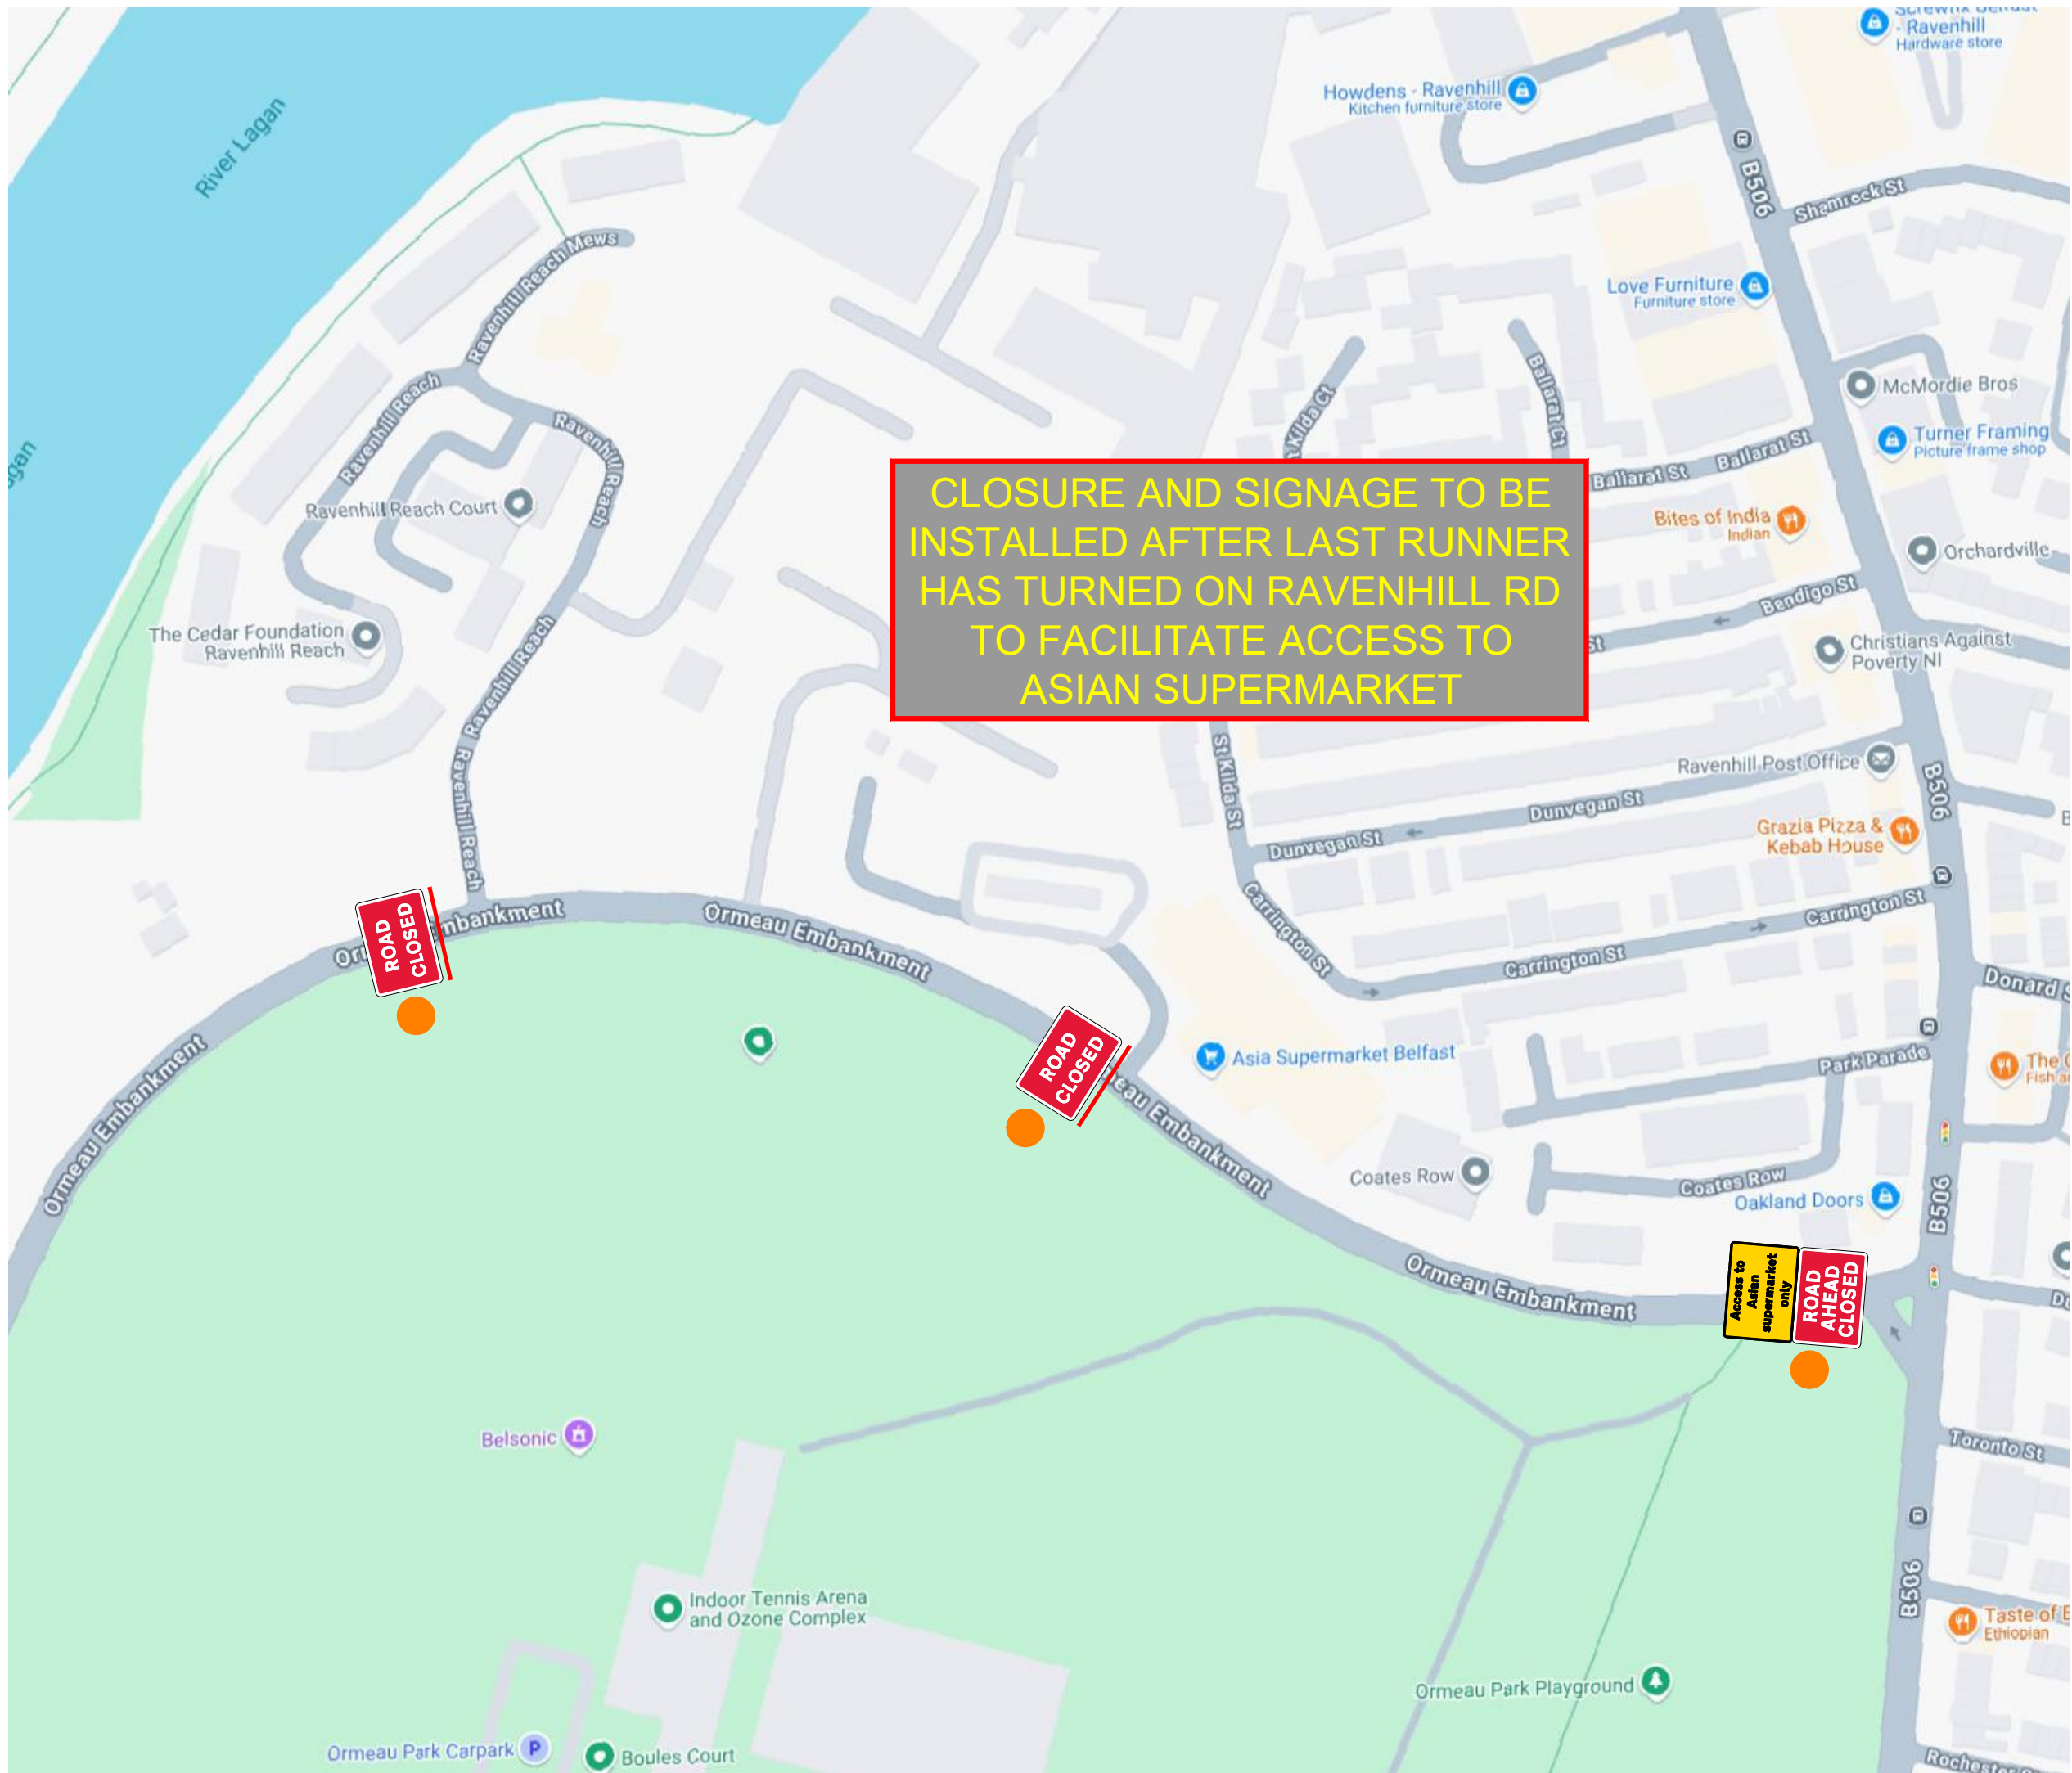 - Ravenhill
Hardware store
Howdens - Ravenhill
Kitchen furniture store
River Lagan
B506
Shamrock St
Ravenhill Reach Mews
Love Furniture
Furniture store
Ravenhill Reach
Kilda Ct
Ballarat Ct
McMordie Bros
Turner Framing
Picture frame shop
Ballarat St
Ballarat St
Ravenhill Reach
Ravenhill Reach Court
CLOSURE AND SIGNAGE TO BE
INSTALLED AFTER LAST RUNNER
HAS TURNED ON RAVENHILL RD
TO FACILITATE ACCESS TO
ASIAN SUPERMARKET
Bites of India
Indian
Orchardville
Bendigo St
St
Christians Against
Poverty NI
The Cedar Foundation
Ravenhill Reach
Ravenhill Reach
Ravenhill Reach
St Kilda St
Ravenhill Post Office
B506
Dunvegan St
Dunvegan St
Grazia Pizza &
Kebab House
Carrington St
Carrington St
Carrington St
Ormeau Embankment
ROAD
CLOSED
Donard
ROAD
CLOSED
Asia Supermarket Belfast
Park Parade
The
Ormeau Embankment
Coates Row
Coates Row
Oakland Doors
B506
Ormeau Embankment
Access to
Asian
supermarket
only
ROAD
AHEAD
CLOSED
Belsonic
Toronto St
Indoor Tennis Arena
and Ozone Complex
B506
Taste of
Ethiopian
Ormeau Park Playground
Ormeau Park Carpark
P
Boules Court